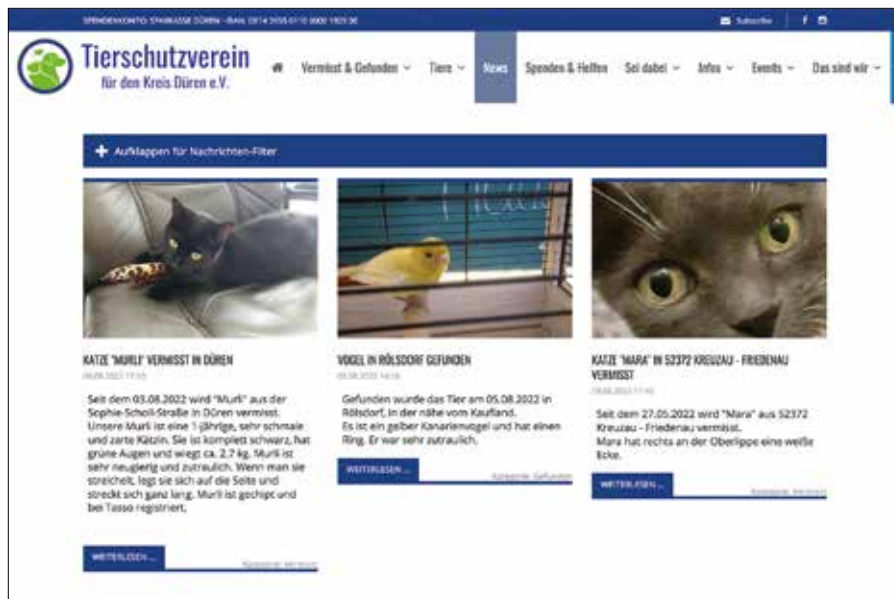 SPENDENKONTO: SPARKASSE DÜREN - IBAN:
Subscribe
Tierschutzverein
für den Kreis Düren e.V.
Vermisst & Gefunden
Tiere
News
Spenden & Helfen
Sei dabei
Infos
Events
Das sind wir
Aufklappen für Nachrichten-Filter
KATZE "MURLI" VERMISST IN DÜREN
Seit dem 03.08.2022 wird "Murli" aus der
Sophie-Scholl-Straße in Düren vermisst.
Unsere Murli ist eine 1-jährige, sehr schmale
und zarte Kätzin. Sie ist komplett schwarz, hat
grüne Augen und wiegt ca. 2,7 kg. Murli ist
sehr neugierig und zutraulich. Wenn man sie
streichelt, legt sie sich auf die Seite und
streckt sich ganz lang. Murli ist gechipt und
bei Tasso registriert.
WEITERLESEN ...
VOGEL IN RÖLSDORF GEFUNDEN
Gefunden wurde das Tier am 05.08.2022 in
Rölsdorf, in der nähe vom Kaufland.
Es ist ein gelber Kanarienvogel und hat einen
Ring. Er war sehr zutraulich.
WEITERLESEN ...
Kategorie: Gefunden
KATZE "MARA" IN 52372 KREUZAU - FRIEDENAU
VERMISST
Seit dem 27.05.2022 wird "Mara" aus 52372
Kreuzau - Friedenau vermisst.
Mara hat rechts an der Oberlippe eine weiße
Ecke.
WEITERLESEN ...